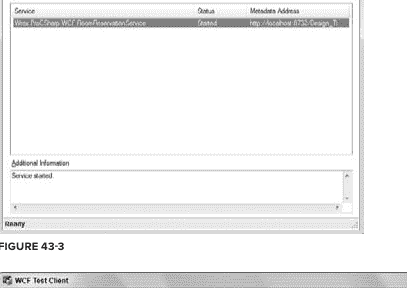 Service Status Metadata Address
Wrox.ProCSharp.WCF.RoomReservationService Started http://localhost:8732/Design_Ti
Additional Information
Service started.
Ready
FIGURE 43-3
WCF Test Client